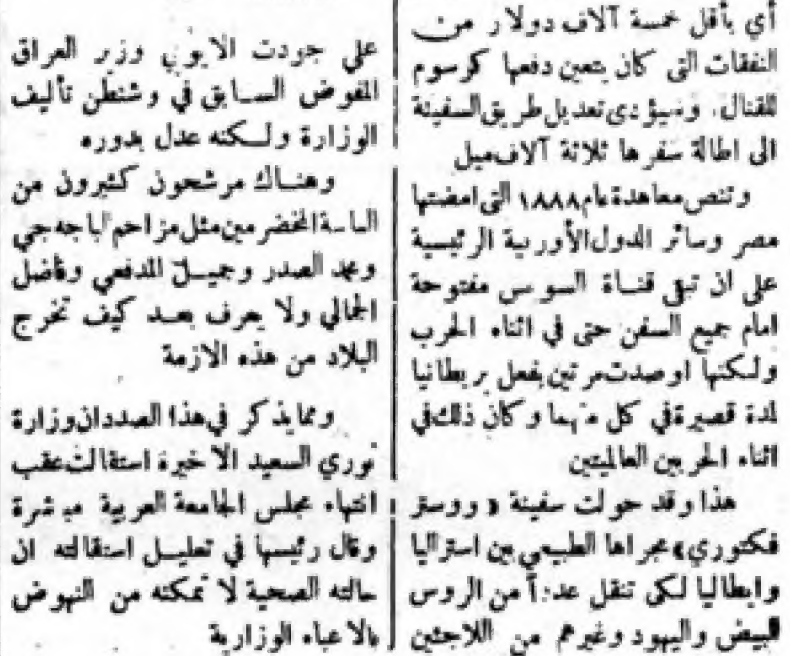 أي بأقل خمسة آلاف دولار من
النفقات التي كان يتعين دفعها كرسوم
للقنال. وسيؤدي تعديل طريق السفينة
الى اطالة سفرها ثلاثة آلاف ميل
وتنص معاهدة عام ١٨٨٨ التي امضتها
مصر وسائر الدول الأوربية الرئيسية
على ان تبقى قناة السويس مفتوحة
امام جميع السفن حتى في اثناء الحرب
ولكنها اوصدت مرتين بفعل بريطانيا
لمدة قصيرة في كل منهما وكان ذلك في
اثناء الحربين العالميتين
هذا وقد حولت سفينة « روستر
فكتوري» مجراها الطبيعي بين استراليا
وايطاليا لكي تنقل عدداً من الروس
البيض واليهود وغيرهم من اللاجئين
علي جودت الايوبي وزير العراق
المفوض السابق في وشنطن تأليف
الوزارة ولكنه عدل بدوره
وهناك مرشحون كثيرون من
الساسة المخضرمين مثل مزاحم الباجه جي
ومحمد الصدر وجميل المدفعي وفاضل
الجمالي ولا يعرف بعد كيف تخرج
البلاد من هذه الازمة
ومما يذكر في هذا الصدد ان وزارة
نوري السعيد الاخيرة استقالت عقب
انتهاء مجلس الجامعة العربية مباشرة
وقال رئيسها في تعليل استقالته ان
حالته الصحية لا تمكنه من النهوض
بالاعباء الوزارية